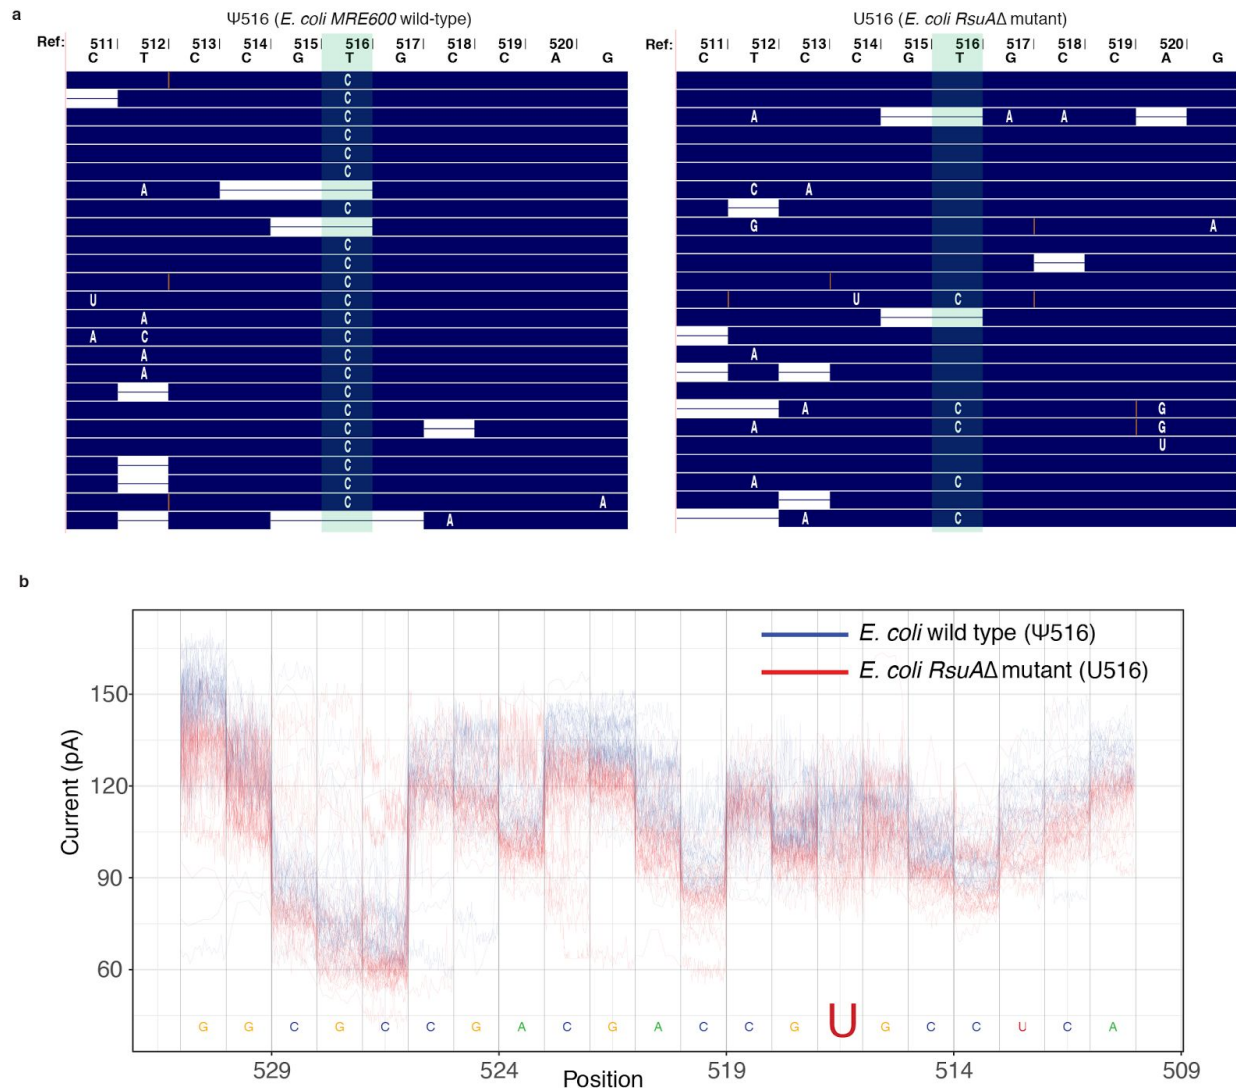 a
Ψ516 (E. coli MRE600 wild-type)
Ref: 511 512 513 514 515 516 517 518 519 520
C T C C G T G C C A G
C
C
C
C
C
C
A
C
C
C
C
U C
A C
A C C
A C
A C
C
C
C
C
C
C
C A
A
U516 (E. coli RsuAΔ mutant)
Ref: 511 512 513 514 515 516 517 518 519 520
C T C C G T G C C A G
A A A
C A
G A
U C
A
A C G
A C G
U
A C
A C
b
E. coli wild type (Ψ516)
E. coli RsuAΔ mutant (U516)
Current (pA)
150
120
90
60
G G C G C C G A C G A C C G U G C C U C A
529 524 519 514 509
Position